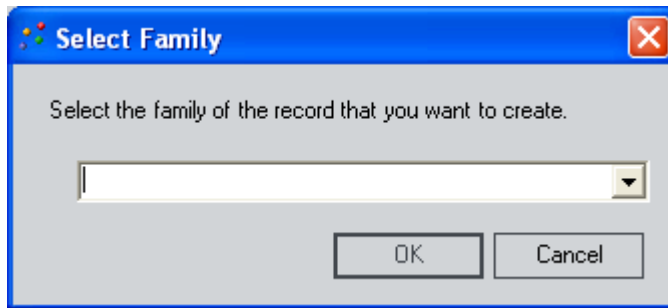 Select Family
Select the family of the record that you want to create.
OK
Cancel